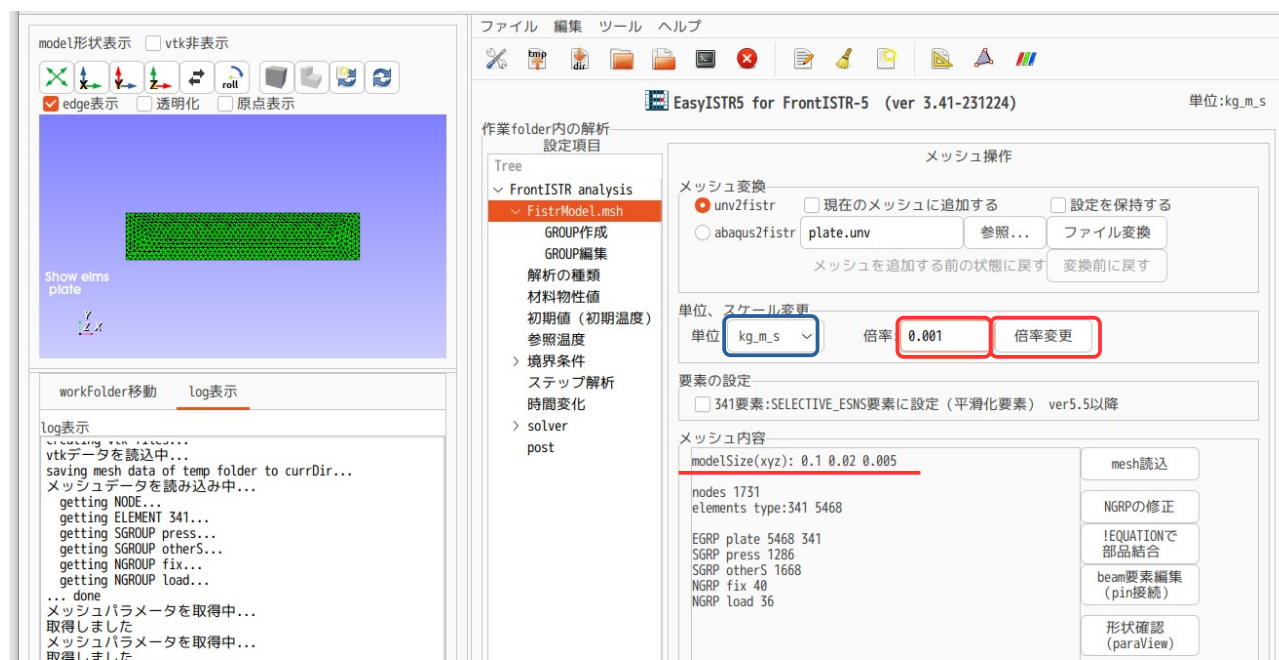 model形状表示 vtk非表示
roll
edge表示 透明化 原点表示
Show elms
plate
Y
Z X
workFolder移動 log表示
log表示
creating vtk files...
vtkデータを読込中...
saving mesh data of temp folder to currDir...
メッシュデータを読み込み中...
getting NODE...
getting ELEMENT 341...
getting SGROUP press...
getting SGROUP otherS...
getting NGROUP fix...
getting NGROUP load...
... done
メッシュパラメータを取得中...
取得しました
メッシュパラメータを取得中...
取得しました
ファイル 編集 ツール ヘルプ
tmp
dir
EasyISTR5 for FrontISTR-5 (ver 3.41-231224) 単位:kg_m_s
作業folder内の解析
設定項目
Tree
FrontISTR analysis
FistrModel.msh
GROUP作成
GROUP編集
解析の種類
材料物性値
初期値(初期温度)
参照温度
境界条件
ステップ解析
時間変化
solver
post
メッシュ操作
メッシュ変換
unv2fistr 現在のメッシュに追加する 設定を保持する
abaqus2fistr plate.unv 参照... ファイル変換
メッシュを追加する前の状態に戻す 変換前に戻す
単位、スケール変更
単位 kg_m_s 倍率 0.001 倍率変更
要素の設定
341要素:SELECTIVE_ESNS要素に設定(平滑化要素) ver5.5以降
メッシュ内容
modelSize(xyz): 0.1 0.02 0.005
nodes 1731
elements type:341 5468
EGRP plate 5468 341
SGRP press 1286
SGRP otherS 1668
NGRP fix 40
NGRP load 36
mesh読込
NGRPの修正
!EQUATIONで
部品結合
beam要素編集
(pin接続)
形状確認
(paraView)